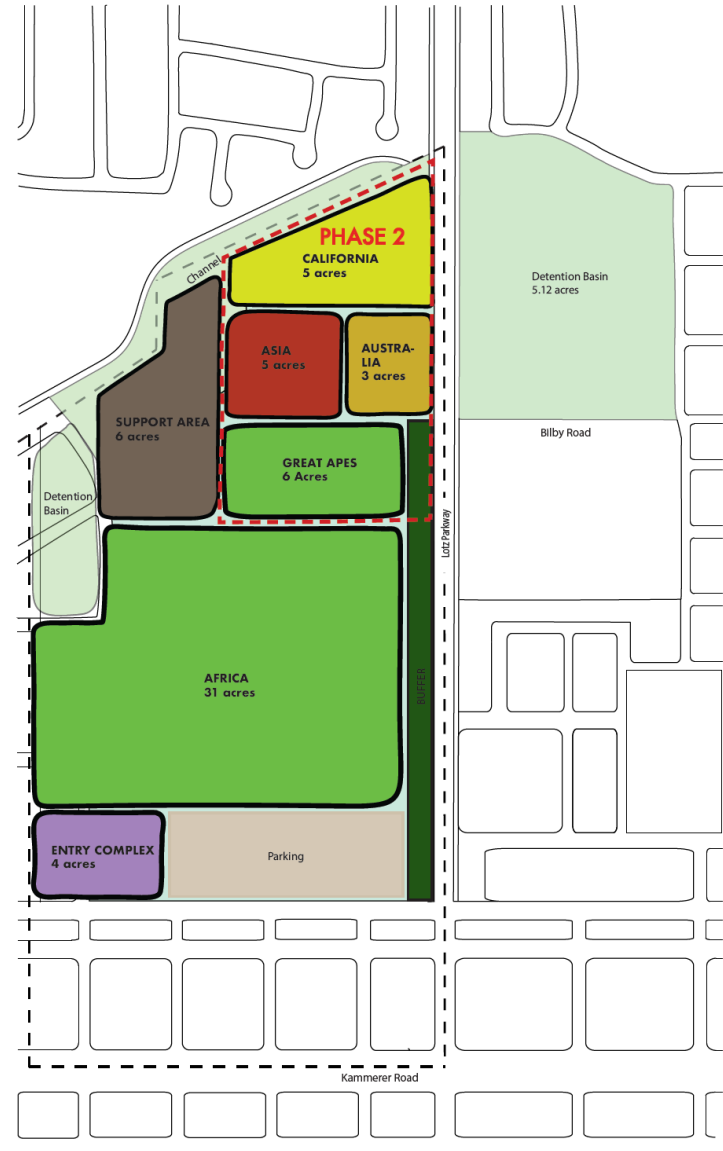 PHASE 2
CALIFORNIA
5 acres
Channel
Detention Basin
5.12 acres
ASIA
5 acres
AUSTRA-
LIA
3 acres
SUPPORT AREA
6 acres
Bilby Road
GREAT APES
6 Acres
Detention
Basin
Lotz Parkway
AFRICA
31 acres
BUFFER
ENTRY COMPLEX
4 acres
Parking
Kammerer Road